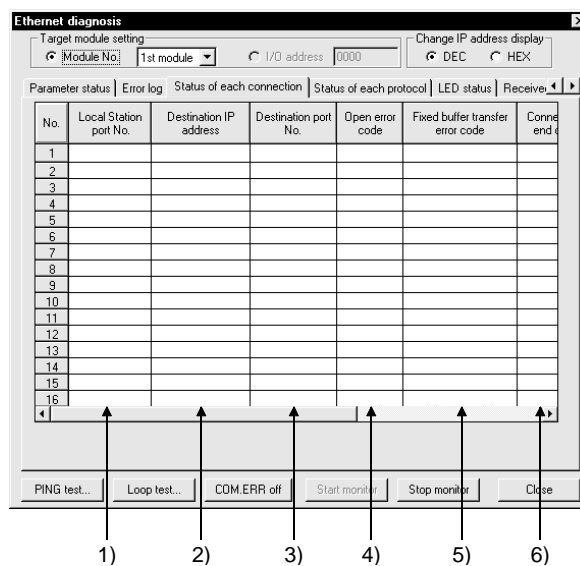 Ethernet diagnosis
Target module setting
Module No. 1st module I/O address 0000
Change IP address display
DEC HEX
Parameter status Error log Status of each connection Status of each protocol LED status Receive
No. Local Station port No. Destination IP address Destination port No. Open error code Fixed buffer transfer error code Conne end c
1
2
3
4
5
6
7
8
9
10
11
12
13
14
15
16
PING test... Loop test... COM.ERR off Start monitor Stop monitor Close
1) 2) 3) 4) 5) 6)